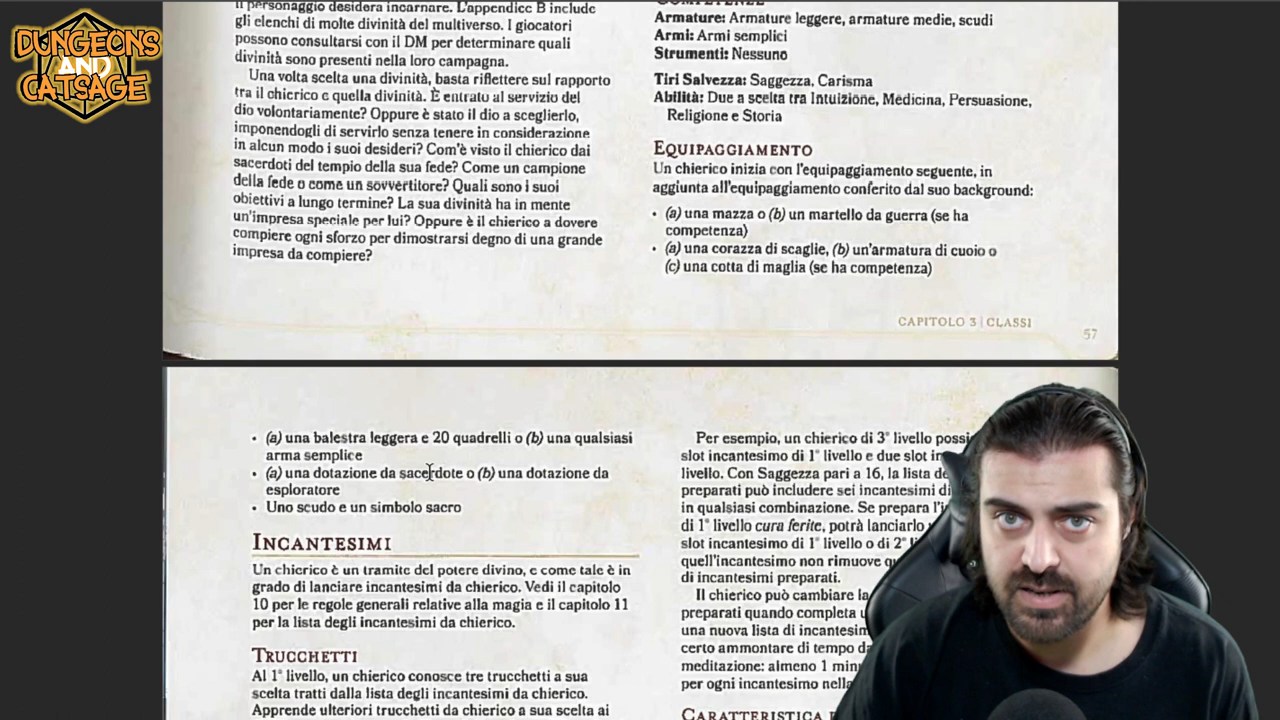 DUNGEONS
AND
CATSAGE
il personaggio desidera incarnare. L'appendice B include
gli elenchi di molte divinità del multiverso. I giocatori
possono consultarsi con il DM per determinare quali
divinità sono presenti nella loro campagna.
Una volta scelta una divinità, basta riflettere sul rapporto
tra il chierico e quella divinità. È entrato al servizio del
dio volontariamente? Oppure è stato il dio a sceglierlo,
imponendogli di servirlo senza tenere in considerazione
in alcun modo i suoi desideri? Com'è visto il chierico dai
sacerdoti del tempio della sua fede? Come un campione
della fede o come un sovvertitore? Quali sono i suoi
obiettivi a lungo termine? La sua divinità ha in mente
un'impresa speciale per lui? Oppure è il chierico a dovere
compiere ogni sforzo per dimostrarsi degno di una grande
impresa da compiere?
COMPETENZE
Armature: Armature leggere, armature medie, scudi
Armi: Armi semplici
Strumenti: Nessuno
Tiri Salvezza: Saggezza, Carisma
Abilità: Due a scelta tra Intuizione, Medicina, Persuasione,
Religione e Storia
EQUIPAGGIAMENTO
Un chierico inizia con l'equipaggiamento seguente, in
aggiunta all'equipaggiamento conferito dal suo background:
• (a) una mazza o (b) un martello da guerra (se ha
competenza)
• (a) una corazza di scaglie, (b) un'armatura di cuoio o
(c) una cotta di maglia (se ha competenza)
CAPITOLO 3 | CLASSI
57
• (a) una balestra leggera e 20 quadrelli o (b) una qualsiasi
arma semplice
• (a) una dotazione da sacerdote o (b) una dotazione da
esploratore
• Uno scudo e un simbolo sacro
INCANTESIMI
Un chierico è un tramite del potere divino, e come tale è in
grado di lanciare incantesimi da chierico. Vedi il capitolo
10 per le regole generali relative alla magia e il capitolo 11
per la lista degli incantesimi da chierico.
TRUCCHETTI
Al 1° livello, un chierico conosce tre trucchetti a sua
scelta tratti dalla lista degli incantesimi da chierico.
Apprende ulteriori trucchetti da chierico a sua scelta ai
Per esempio, un chierico di 3° livello possi
slot incantesimo di 1° livello e due slot in
livello. Con Saggezza pari a 16, la lista de
preparati può includere sei incantesimi di
in qualsiasi combinazione. Se prepara l'i
di 1° livello cura ferite, potrà lanciarlo
slot incantesimo di 1° livello o di 2° li
quell'incantesimo non rimuove
di incantesimi preparati.
Il chierico può cambiare la
preparati quando completa
una nuova lista di incantesim
certo ammontare di tempo da
meditazione: almeno 1 minu
per ogni incantesimo nella
CARATTERISTICA